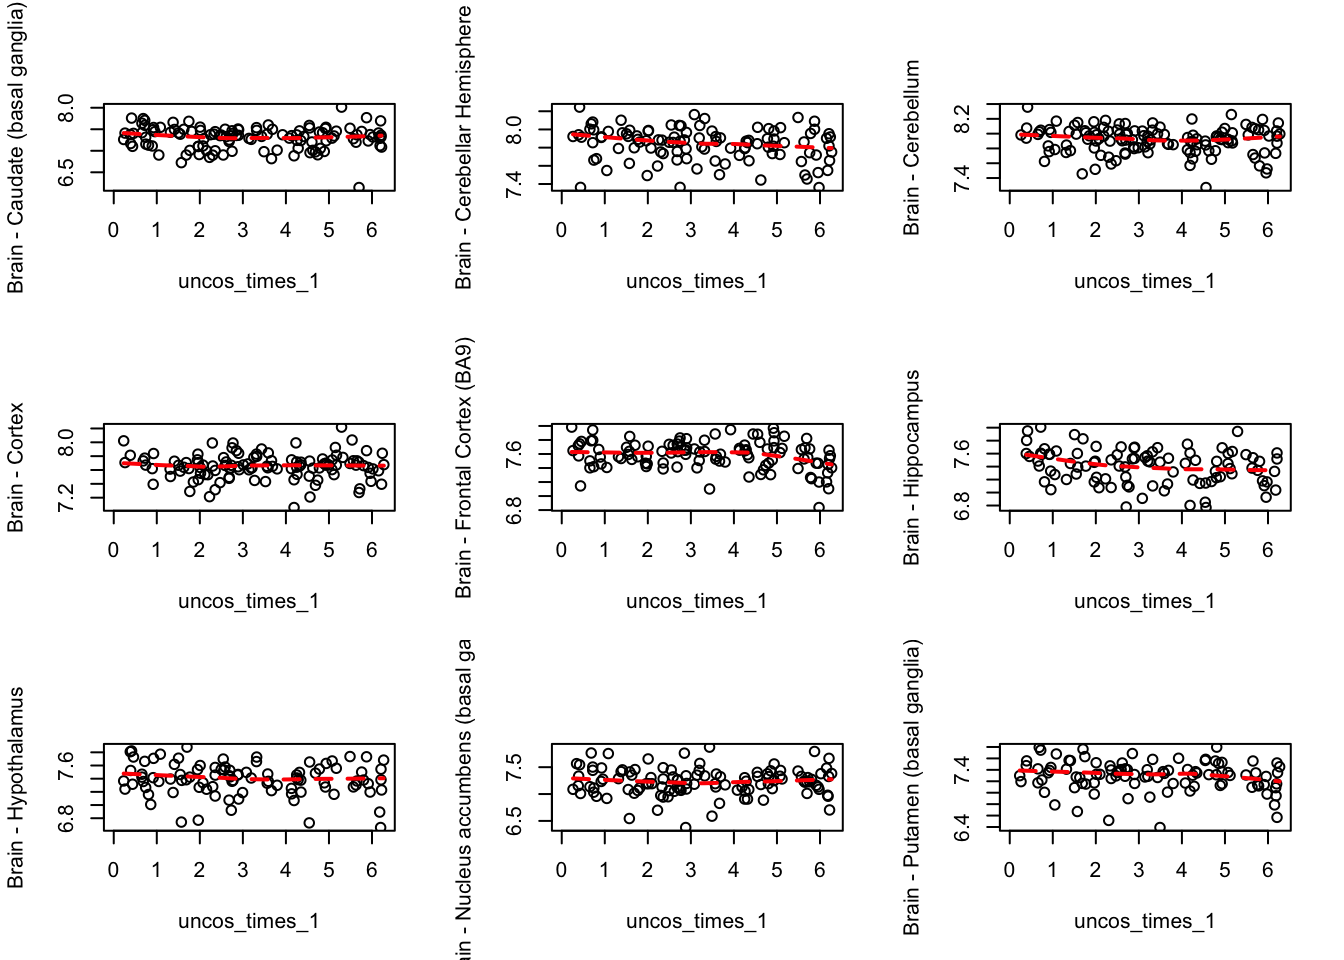 Brain - Caudate (basal ganglia)
6.5 8.0
0 1 2 3 4 5 6
uncos_times_1
Brain - Cerebellar Hemisphere
7.4 8.0
0 1 2 3 4 5 6
uncos_times_1
Brain - Cerebellum
7.4 8.2
0 1 2 3 4 5 6
uncos_times_1
Brain - Cortex
7.2 8.0
0 1 2 3 4 5 6
uncos_times_1
Brain - Frontal Cortex (BA9)
6.8 7.6
0 1 2 3 4 5 6
uncos_times_1
Brain - Hippocampus
6.8 7.6
0 1 2 3 4 5 6
uncos_times_1
Brain - Hypothalamus
6.8 7.6
0 1 2 3 4 5 6
uncos_times_1
ain - Nucleus accumbens (basal ga
6.5 7.5
0 1 2 3 4 5 6
uncos_times_1
Brain - Putamen (basal ganglia)
6.4 7.4
0 1 2 3 4 5 6
uncos_times_1